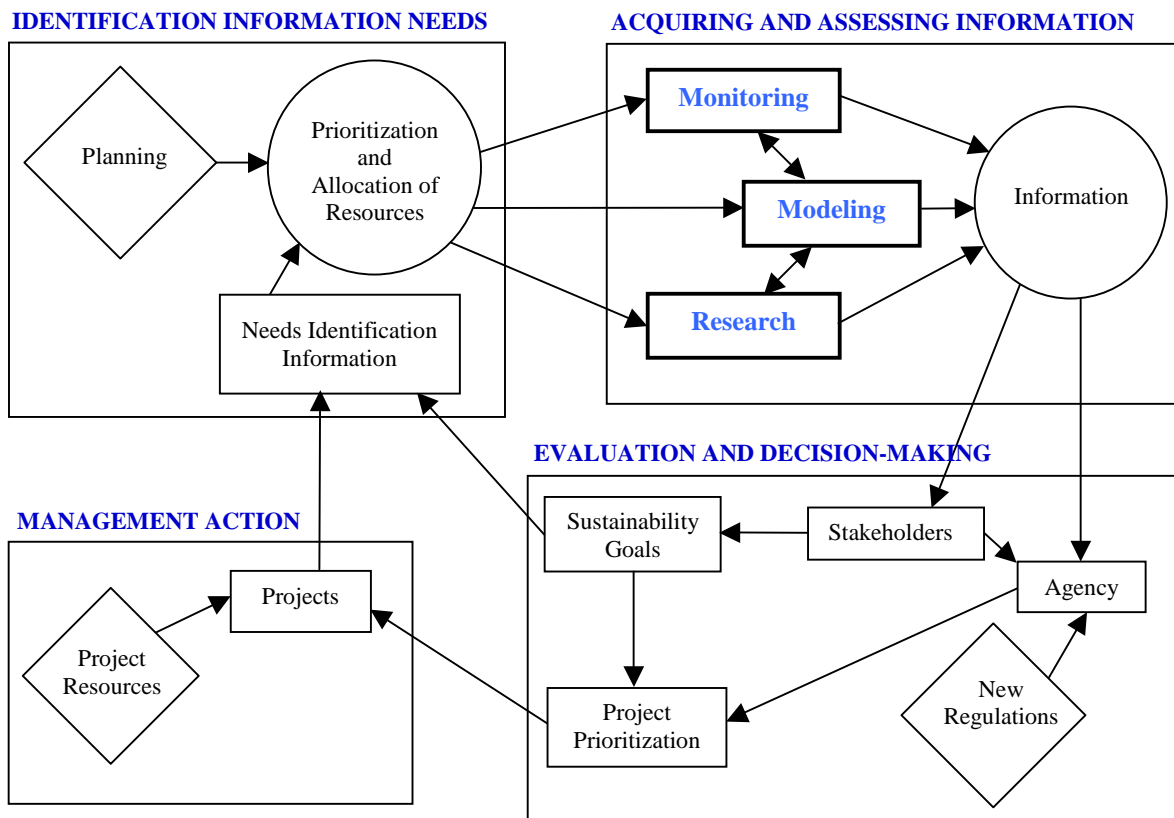 IDENTIFICATION INFORMATION NEEDS
Planning
Prioritization
and
Allocation of
Resources
Needs Identification
Information
ACQUIRING AND ASSESSING INFORMATION
Monitoring
Modeling
Research
Information
EVALUATION AND DECISION-MAKING
Sustainability
Goals
Stakeholders
Agency
New
Regulations
Project
Prioritization
MANAGEMENT ACTION
Projects
Project
Resources